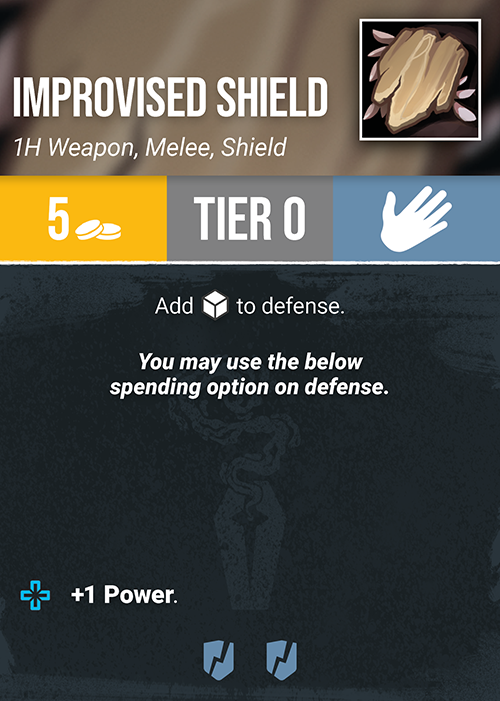 IMPROVISED SHIELD
1H Weapon, Melee, Shield
5
TIER 0
Add to defense.
You may use the below
spending option on defense.
+1 Power.